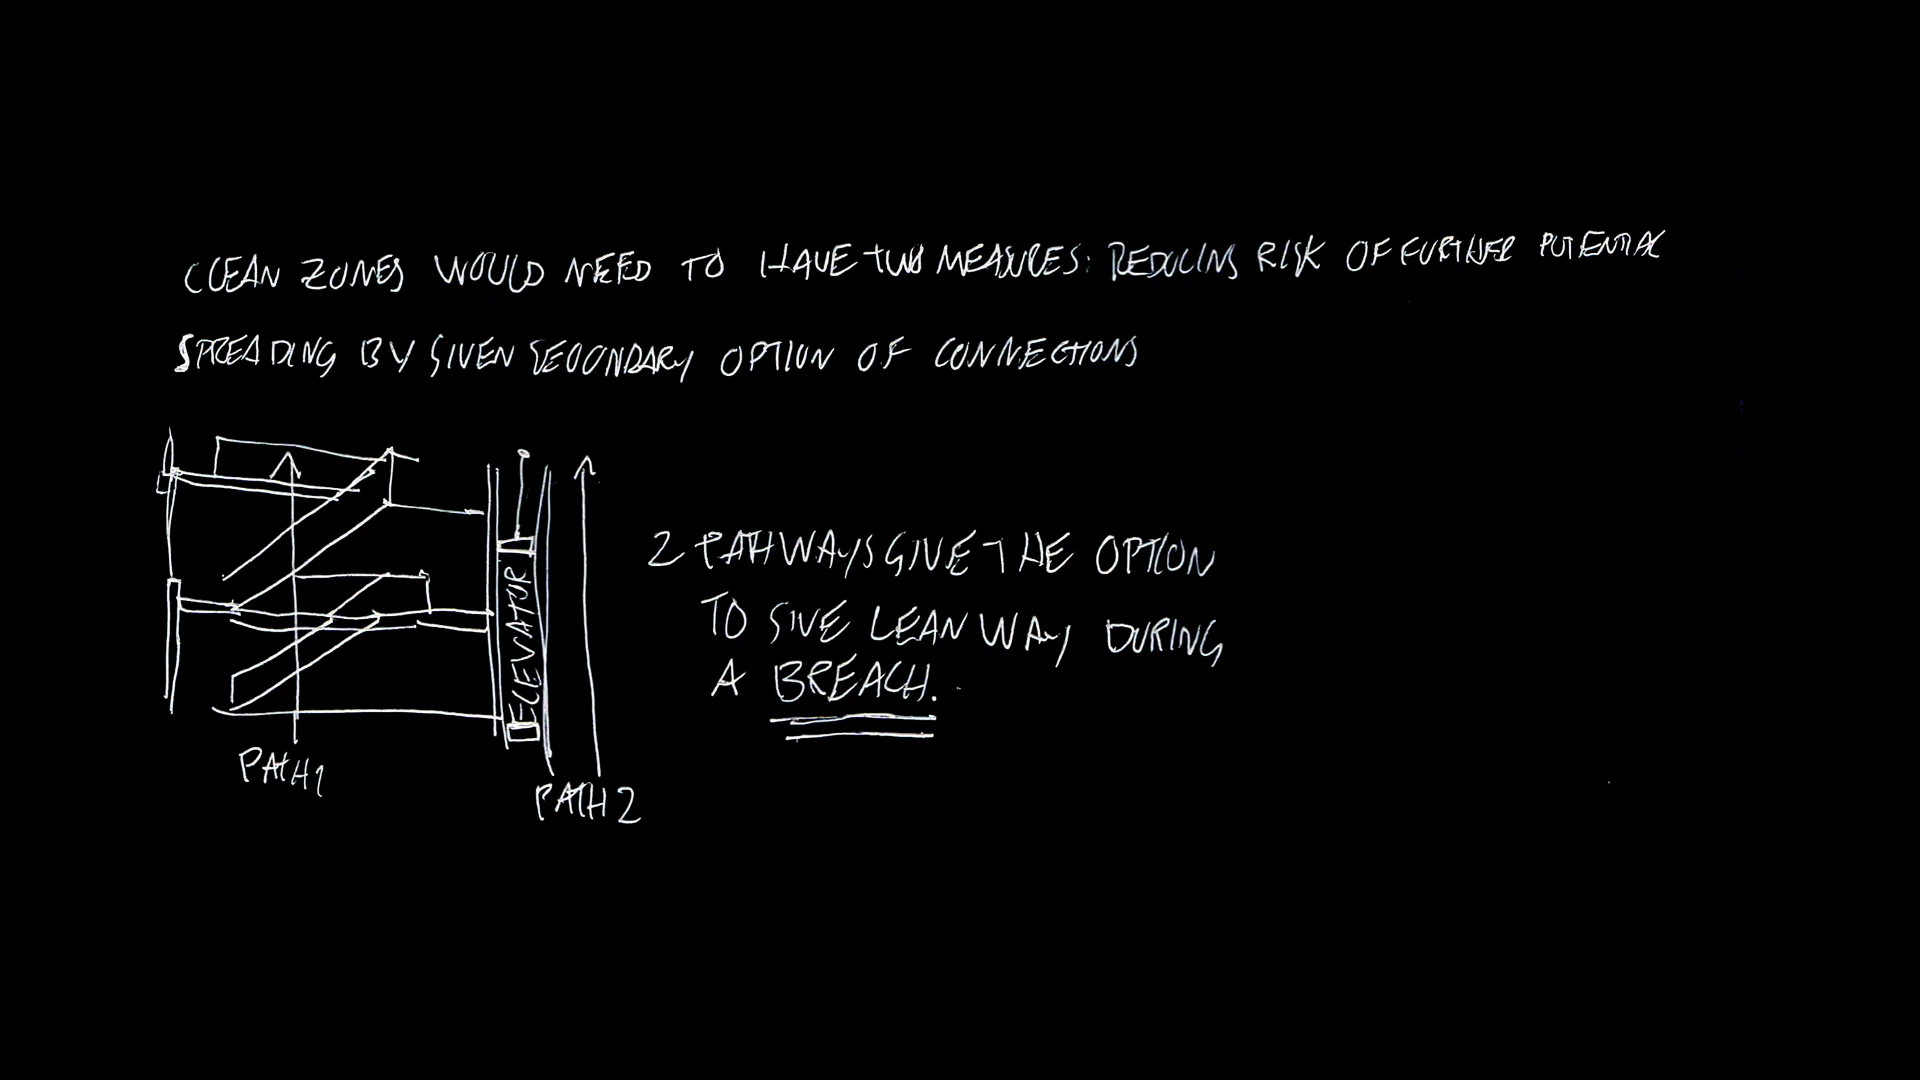 CLEAN ZONES WOULD NEED TO HAVE TWO MEASURES: REDUCING RISK OF FURTHER POTENTIAL
SPREADING BY GIVEN SECONDARY OPTION OF CONNECTIONS
ELEVATOR
2 PATHWAYS GIVE THE OPTION
TO GIVE LEAN WAY DURING
A BREACH.
PATH 1
PATH 2